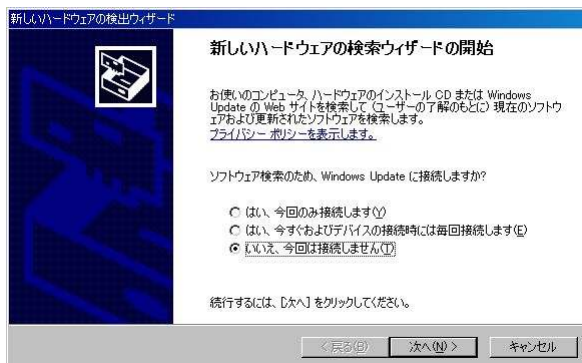 新しいハードウェアの検出ウィザード
新しいハードウェアの検索ウィザードの開始
お使いのコンピュータ、ハードウェアのインストール CD または Windows
Update の Web サイトを検索して (ユーザーの了解のもとに) 現在のソフトウ
ェアおよび更新されたソフトウェアを検索します。
プライバシー ポリシーを表示します。
ソフトウェア検索のため、Windows Update に接続しますか?
はい、今回のみ接続します(Y)
はい、今すぐおよびデバイスの接続時には毎回接続します(E)
いいえ、今回は接続しません(T)
続行するには、[次へ] をクリックしてください。
< 戻る(B)
次へ(N) >
キャンセル